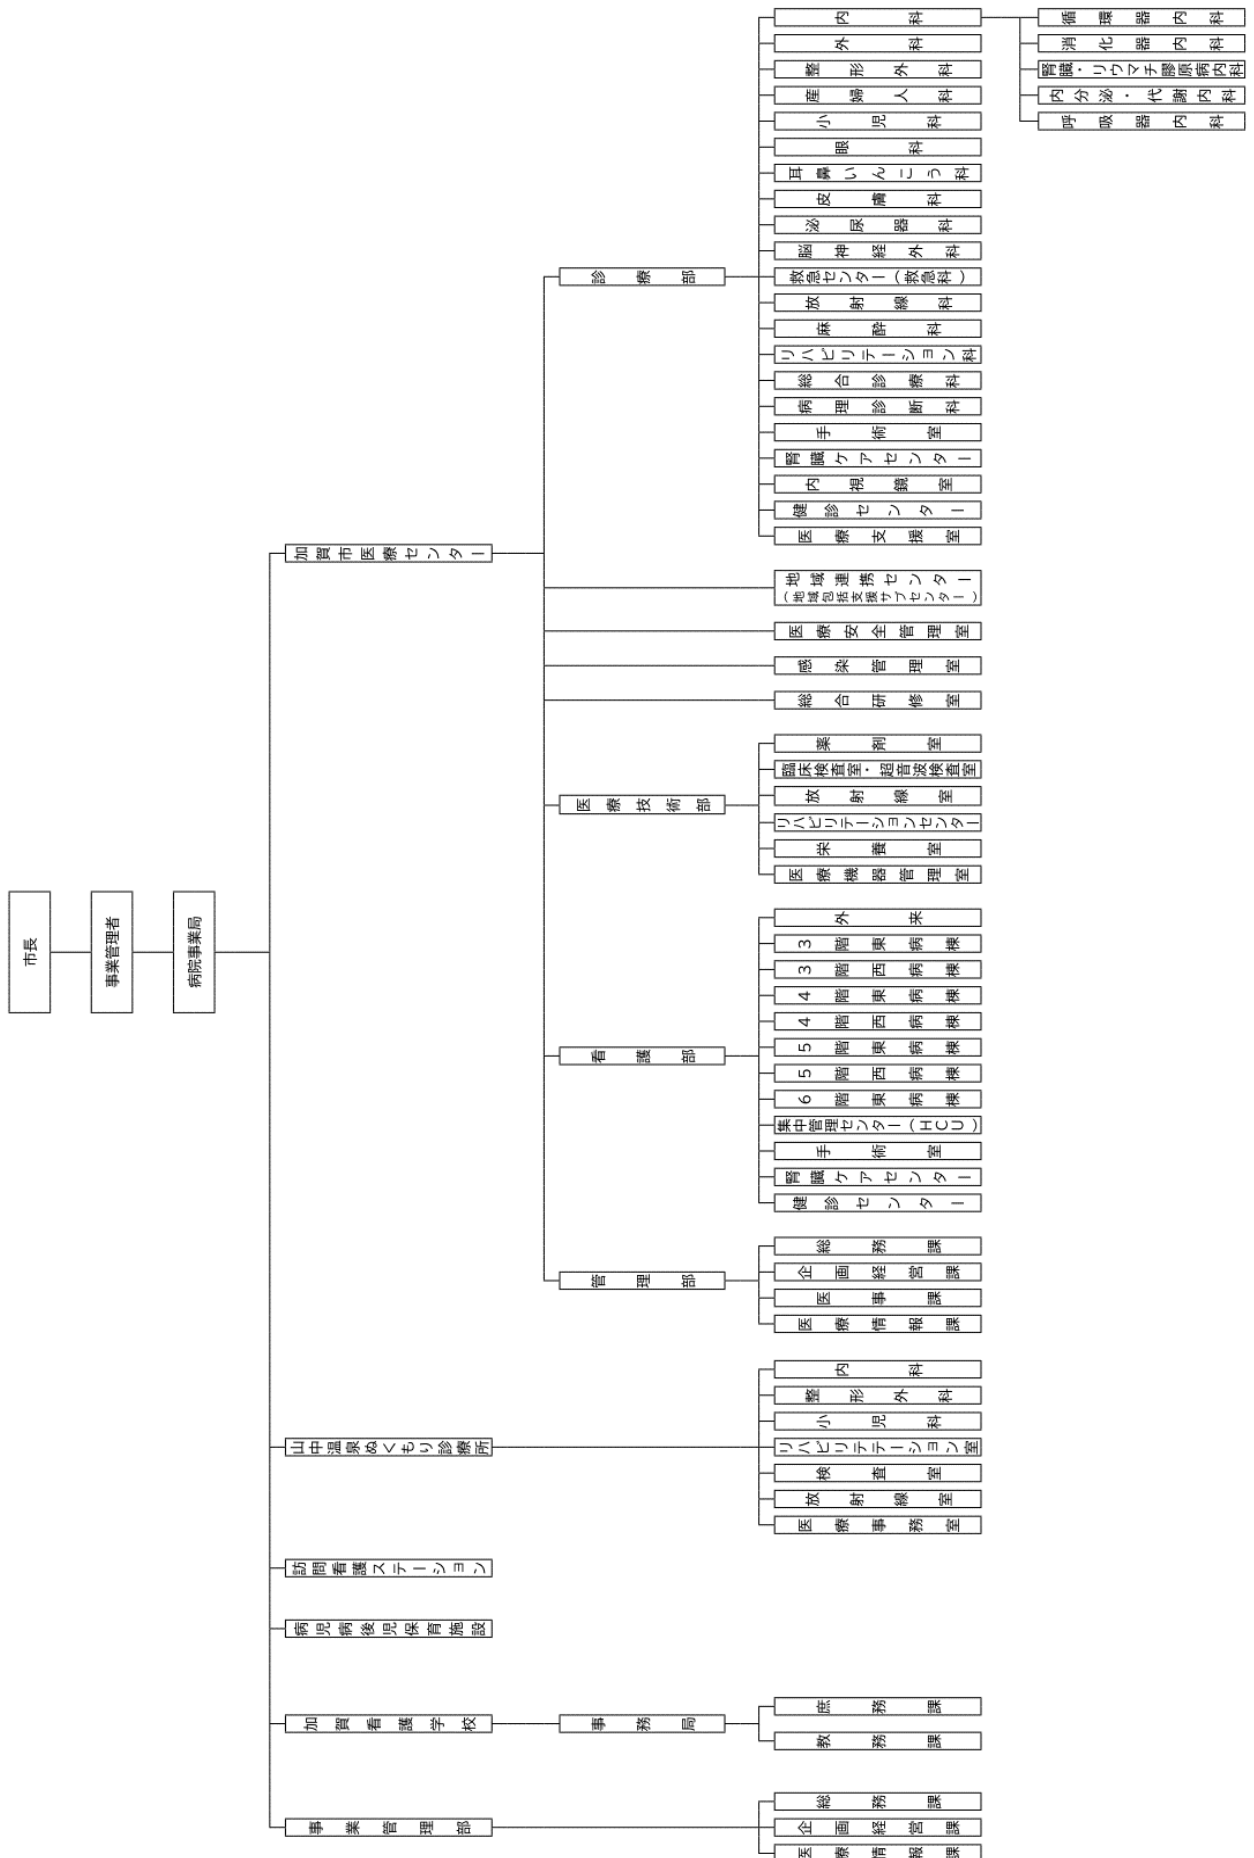 市長
事業管理者
病院事業局
加賀市医療センター
診療部
内科
循環器内科
消化器内科
腎臓・リウマチ膠原病内科
内分泌・代謝内科
呼吸器内科
外科
整形外科
産婦人科
小児科
眼科
耳鼻いんこう科
皮膚科
泌尿器科
脳神経外科
救急センター(救急科)
放射線科
麻酔科
リハビリテーション科
総合診療科
病理診断科
手術室
腎臓ケアセンター
内視鏡室
健診センター
医療支援室
地域連携センター
(地域包括支援サブセンター)
医療安全管理室
感染管理室
総合研修室
医療技術部
薬剤室
臨床検査室・超音波検査室
放射線室
リハビリテーションセンター
栄養室
医療機器管理室
看護部
外来
3階東病棟
3階西病棟
4階東病棟
4階西病棟
5階東病棟
5階西病棟
6階東病棟
集中管理センター(HCU)
手術室
腎臓ケアセンター
健診センター
管理部
総務課
企画経営課
医事課
医療情報課
山中温泉ぬくもり診療所
内科
整形外科
小児科
リハビリテテーション室
検査室
放射線室
医療事務室
訪問看護ステーション
病児病後児保育施設
加賀看護学校
事務局
庶務課
教務課
事業管理部
総務課
企画経営課
医療情報課